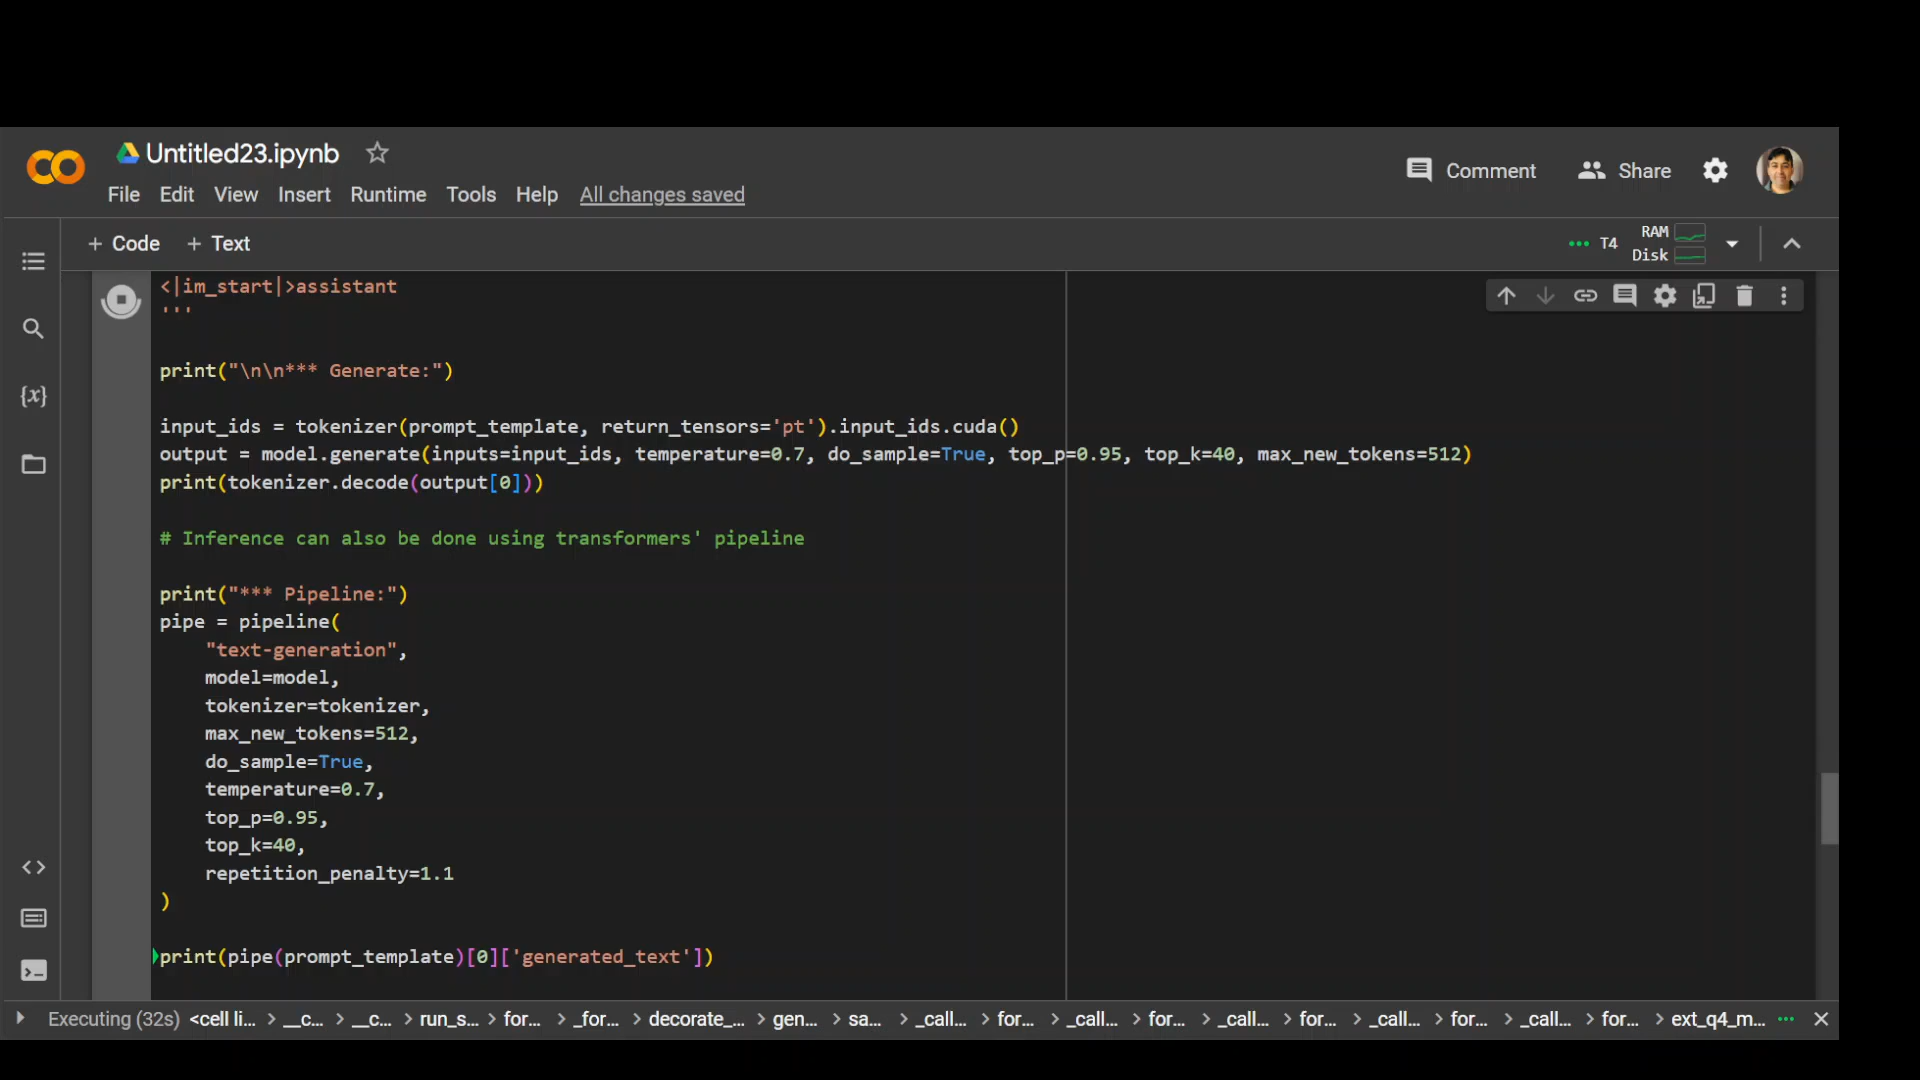 Untitled23.ipynb
Comment
Share
File Edit View Insert Runtime Tools Help All changes saved
+ Code + Text
T4
RAM
Disk
<|im_start|>assistant
'''
print("\n\n*** Generate:")
input_ids = tokenizer(prompt_template, return_tensors='pt').input_ids.cuda()
output = model.generate(inputs=input_ids, temperature=0.7, do_sample=True, top_p=0.95, top_k=40, max_new_tokens=512)
print(tokenizer.decode(output[0]))
# Inference can also be done using transformers' pipeline
print("*** Pipeline:")
pipe = pipeline(
    "text-generation",
    model=model,
    tokenizer=tokenizer,
    max_new_tokens=512,
    do_sample=True,
    temperature=0.7,
    top_p=0.95,
    top_k=40,
    repetition_penalty=1.1
)
print(pipe(prompt_template)[0]['generated_text'])
Executing (32s) <cell li... > __c... > __c... > run_s... > for... > _for... > decorate_... > gen... > sa... > _call... > for... > _call... > for... > _call... > for... > _call... > for... > _call... > for... > ext_q4_m...